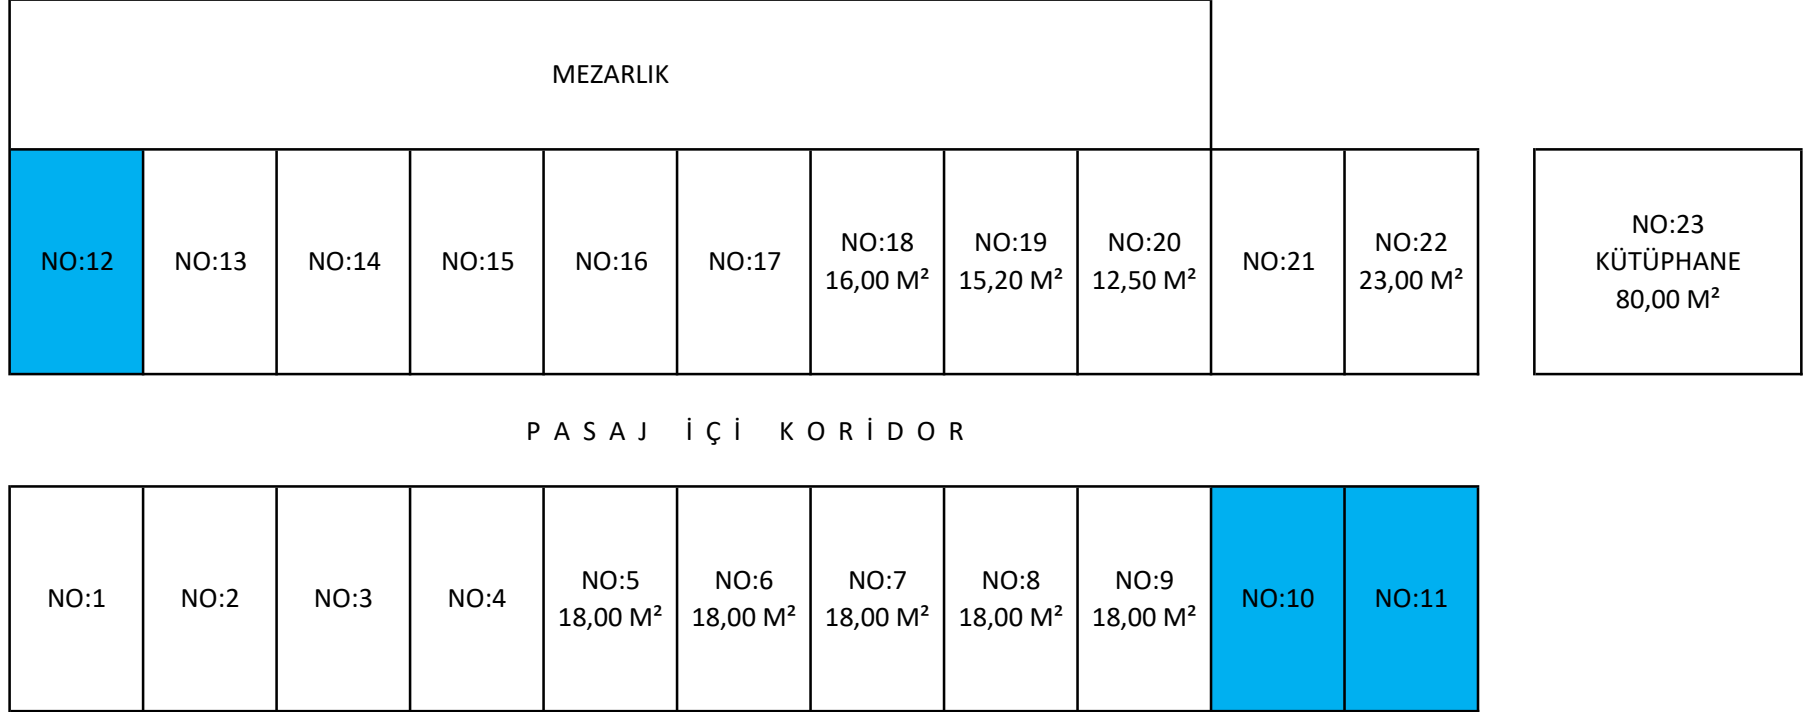 MEZARLIK
NO:12
NO:13
NO:14
NO:15
NO:16
NO:17
NO:18
16,00 M²
NO:19
15,20 M²
NO:20
12,50 M²
NO:21
NO:22
23,00 M²
NO:23
KÜTÜPHANE
80,00 M²
PASAJ İÇİ KORİDOR
NO:1
NO:2
NO:3
NO:4
NO:5
18,00 M²
NO:6
18,00 M²
NO:7
18,00 M²
NO:8
18,00 M²
NO:9
18,00 M²
NO:10
NO:11